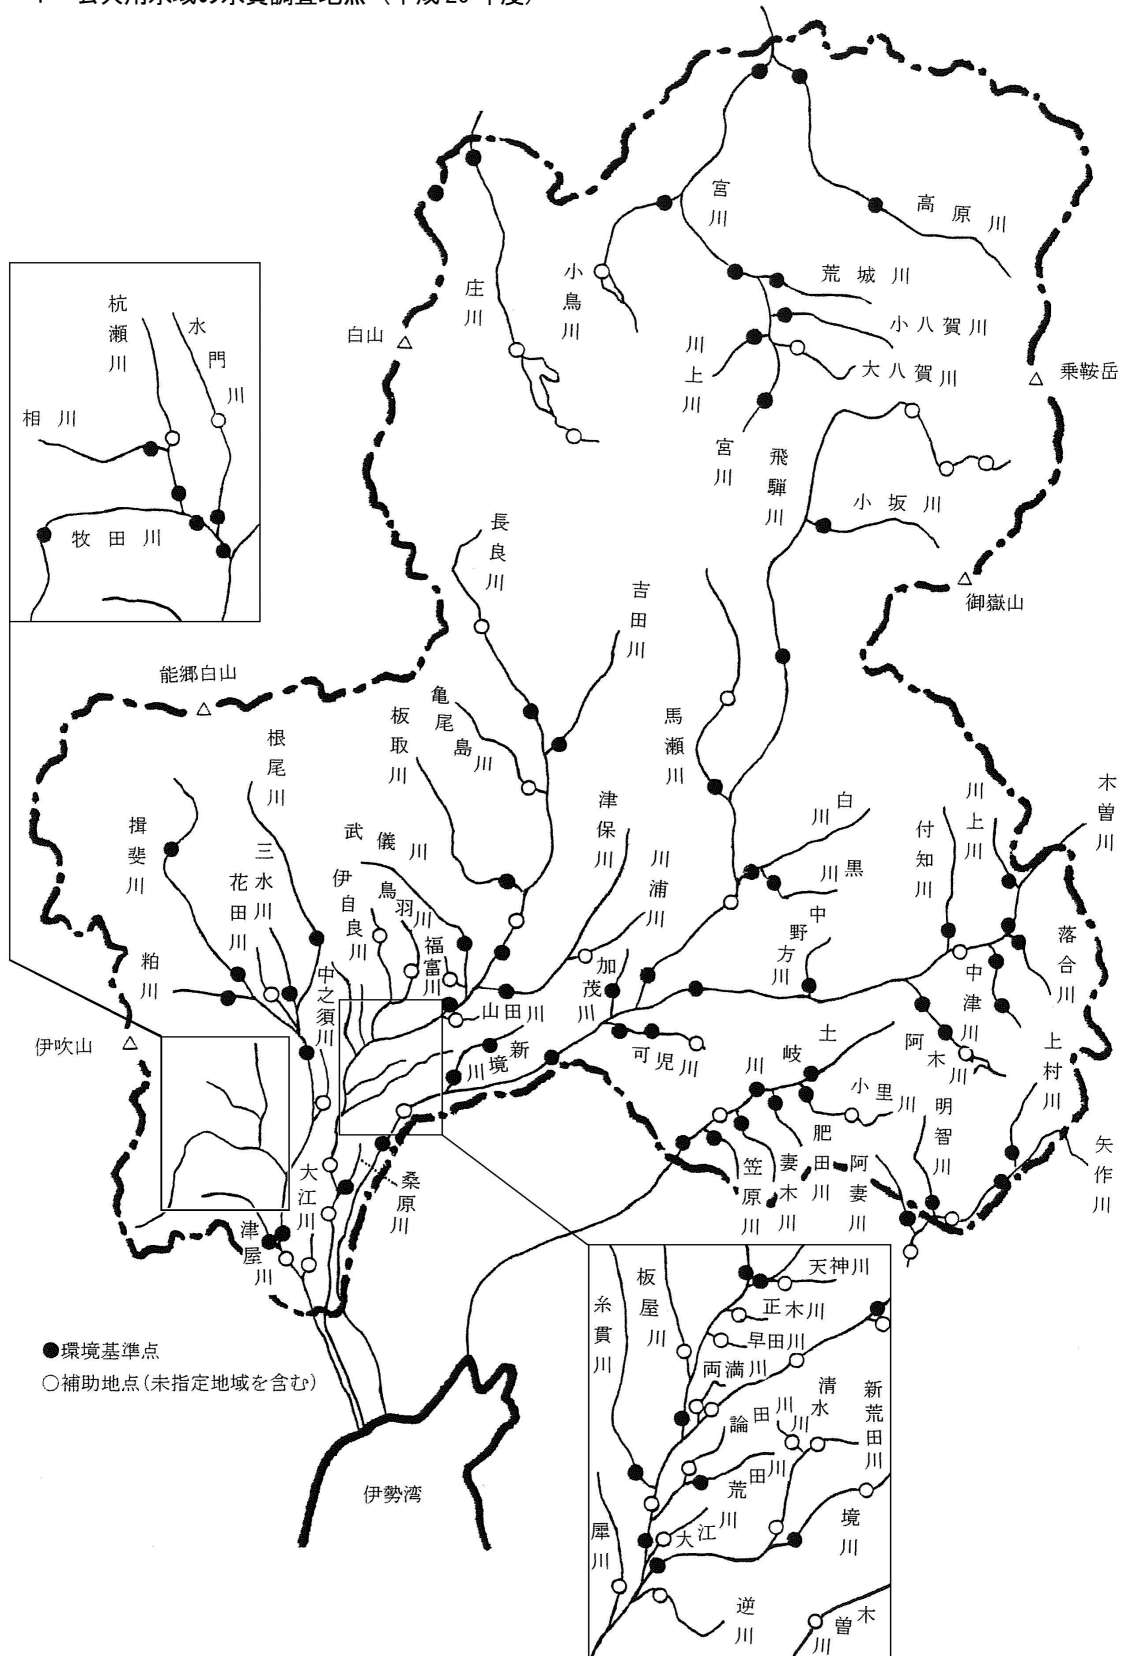 宮川
高原川
荒城川
小八賀川
大八賀川
川上川
宮川
小鳥川
庄川
白山
乗鞍岳
杭瀬川
水門川
相川
牧田川
飛騨川
小坂川
御嶽山
長良川
吉田川
能郷白山
亀尾島川
板取川
馬瀬川
根尾川
津保川
白川
黒川
川上川
木曽川
付知川
揖斐川
三水川
花田川
武儀川
鳥羽川
伊自良川
福富川
川浦川
加茂川
中野方川
落合川
中津川
粕川
中之須川
山田川
可児川
阿木川
伊吹山
新境川
土岐川
小里川
上村川
明智川
矢作川
大江川
桑原川
笠原川
妻木川
肥田川
阿妻川
津屋川
●環境基準点
○補助地点(未指定地域を含む)
伊勢湾
天神川
板屋川
糸貫川
正木川
早田川
両満川
清水川
新荒田川
論田川
荒田川
大江川
境川
犀川
逆川
木曽川